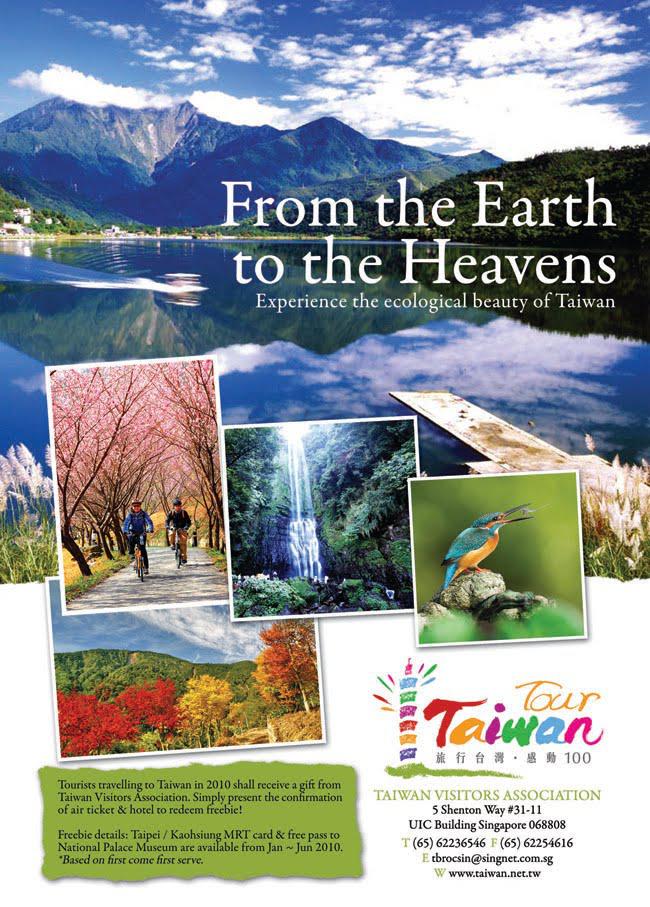 From the Earth
to the Heavens
Experience the ecological beauty of Taiwan
Tour
Taiwan
旅行台灣・感動100
Tourists travelling to Taiwan in 2010 shall receive a gift from
Taiwan Visitors Association. Simply present the confirmation
of air ticket & hotel to redeem freebie!
Freebie details: Taipei / Kaohsiung MRT card & free pass to
National Palace Museum are available from Jan ~ Jun 2010.
*Based on first come first serve.
TAIWAN VISITORS ASSOCIATION
5 Shenton Way #31-11
UIC Building Singapore 068808
T (65) 62236546 F (65) 62254616
E tbrocsin@singnet.com.sg
W www.taiwan.net.tw